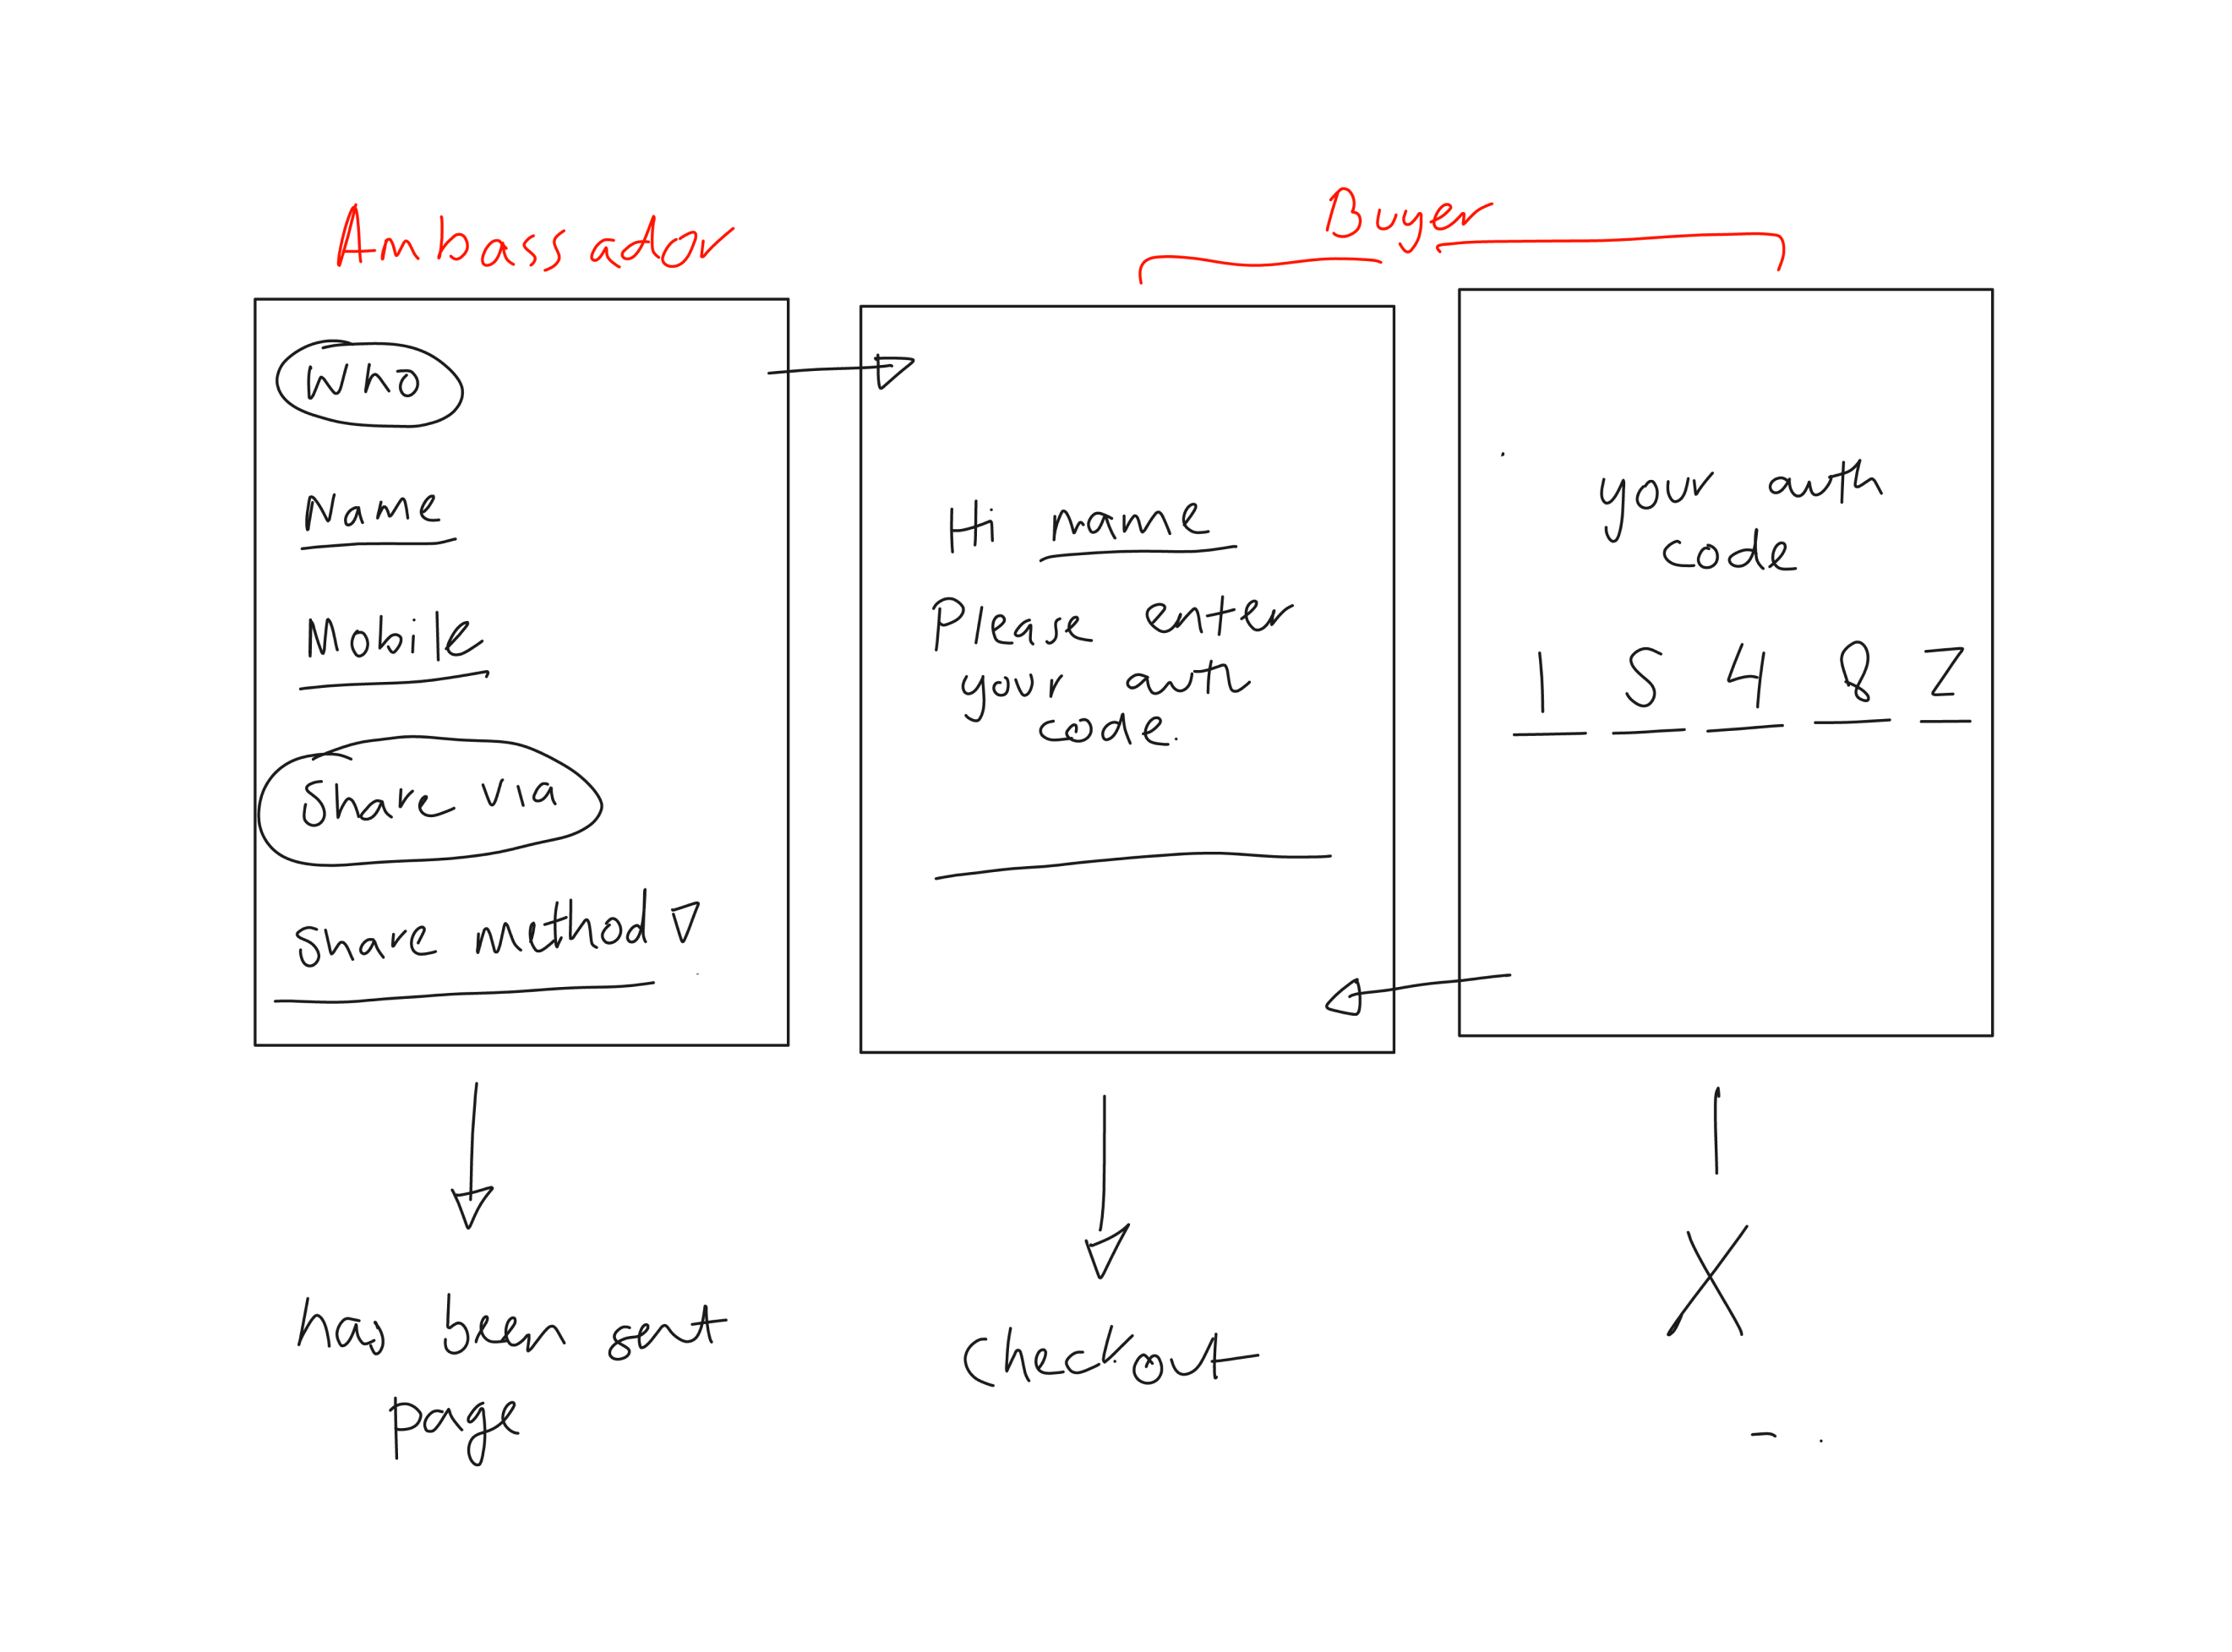 Ambassador
Who
Name
Mobile
Share via
Share method
has been sent
page
Buyer
Hi name
Please enter
your auth
code.
checkout
your auth
code
1 5 4 8 2
X